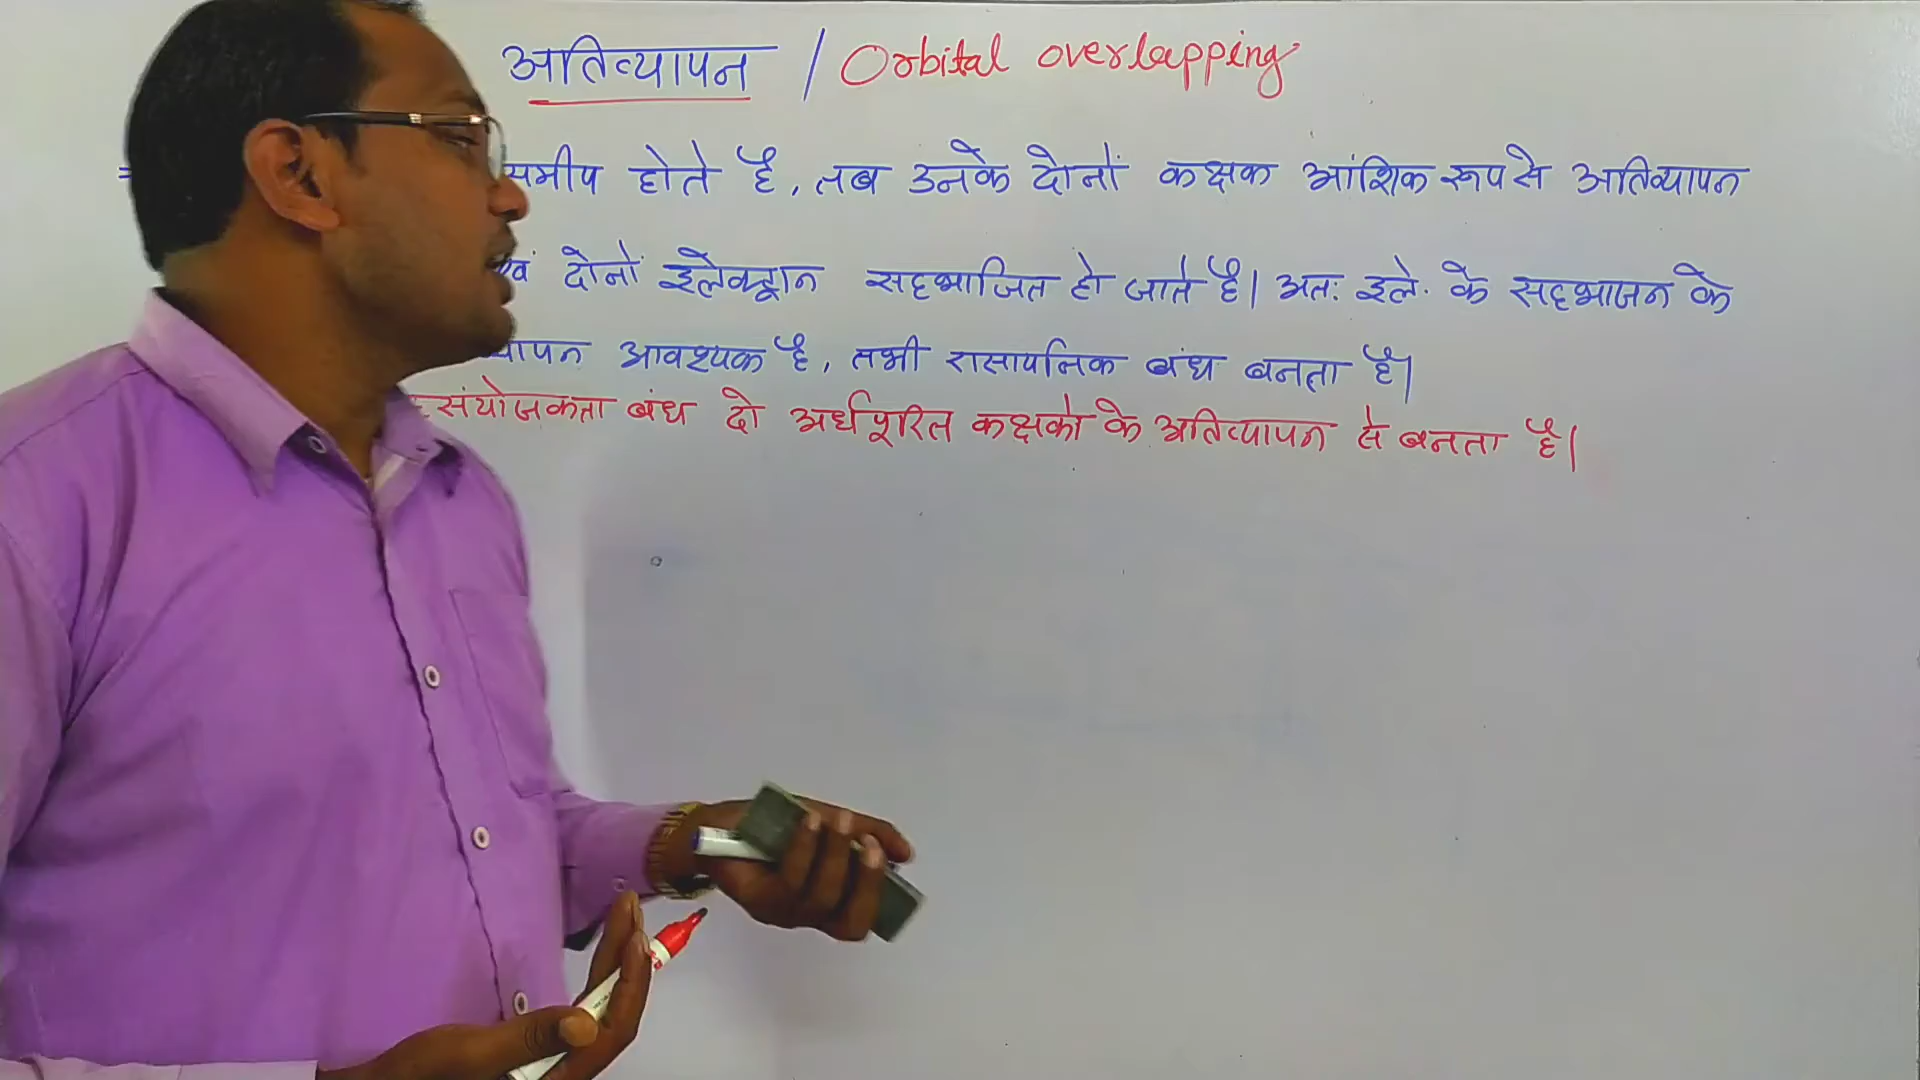 अतिव्यापन / Orbital overlapping
समीप होते है, तब उनके दोनों कक्षक आंशिक रूप से अतिव्यापन
एवं दोनों इलेक्ट्रान सहभाजित हो जाते है। अतः इले. के सहभाजन के
आवश्यक है, तभी रासायनिक बंध बनता है।
संयोजकता बंध दो अर्धपूरित कक्षको के अतिव्यापन से बनता है।